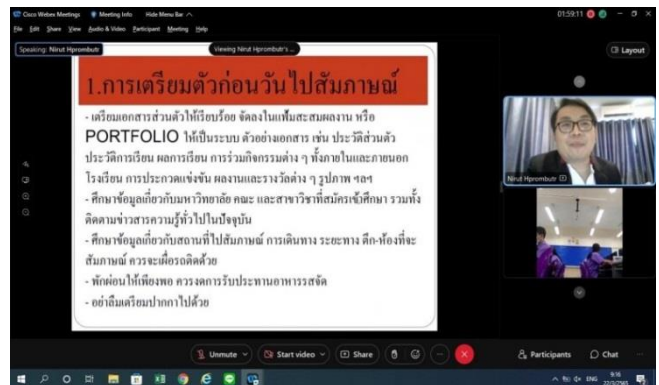 Cisco Webex Meetings
Meeting Info
Hide Menu Bar
01:59:11
File Edit Share View Audio & Video Participant Meeting Help
Speaking: Nirut Hprombutr
Viewing Nirut Hprombutr's ...
Layout
1.การเตรียมตัวก่อนวันไปสัมภาษณ์
- เตรียมเอกสารส่วนตัวให้เรียบร้อย จัดลงในแฟ้มสะสมผลงาน หรือ
PORTFOLIO ให้เป็นระบบ ตัวอย่างเอกสาร เช่น ประวัติส่วนตัว
ประวัติการเรียน ผลการเรียน การร่วมกิจกรรมต่าง ๆ ทั้งภายในและภายนอก
โรงเรียน การประกวดแข่งขัน ผลงานและรางวัลต่าง ๆ รูปภาพ ฯลฯ
- ศึกษาข้อมูลเกี่ยวกับมหาวิทยาลัย คณะ และสาขาวิชาที่สมัครเข้าศึกษา รวมทั้ง
ติดตามข่าวสารความรู้ทั่วไปในปัจจุบัน
- ศึกษาข้อมูลเกี่ยวกับสถานที่ไปสัมภาษณ์ การเดินทาง ระยะทาง ตึก-ห้องที่จะ
สัมภาษณ์ ควรจะเผื่อรถติดด้วย
- พักผ่อนให้เพียงพอ ควรงดการรับประทานอาหารรสจัด
- อย่าลืมเตรียมปากกาไปด้วย
Nirut Hprombutr
Unmute
Start video
Share
Participants
Chat
ENG
9:16
22/3/2565